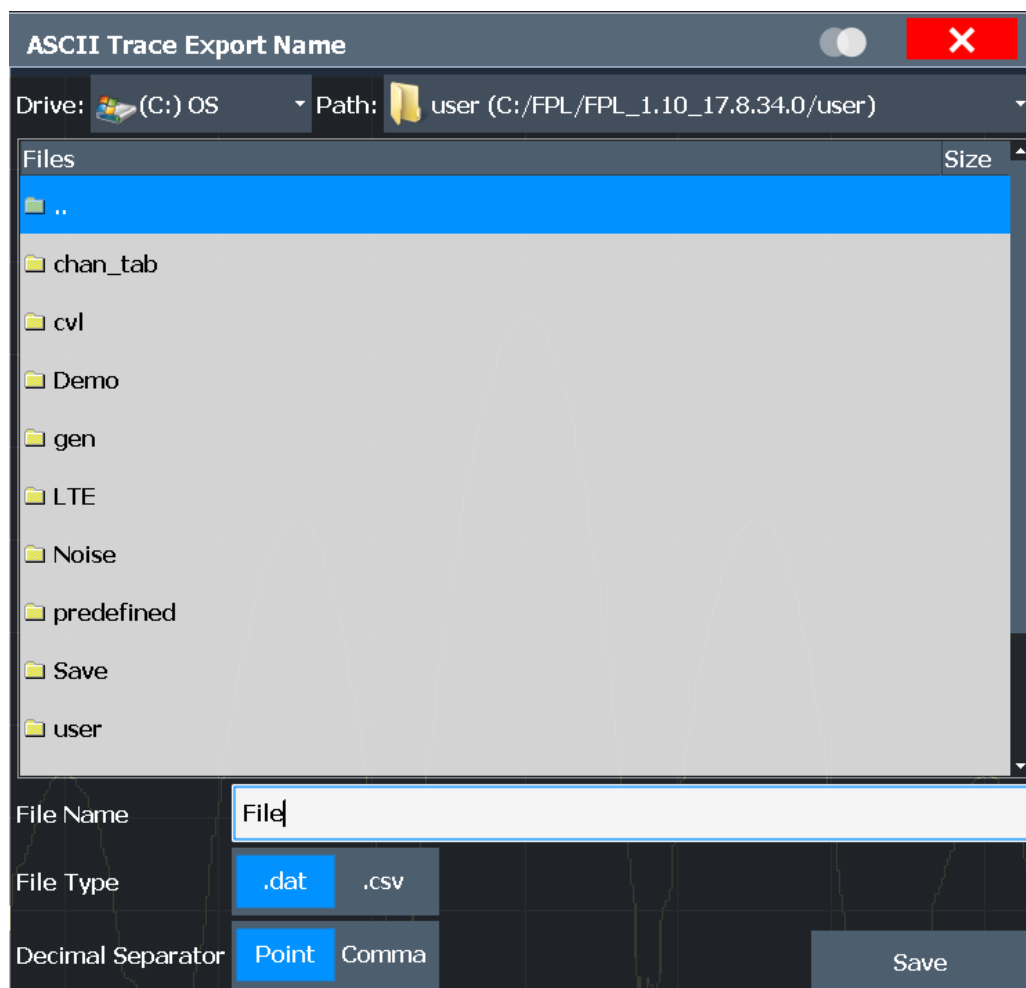 ASCII Trace Export Name
Drive: (C:) OS Path: user (C:/FPL/FPL_1.10_17.8.34.0/user)
Files Size
..
chan_tab
cvl
Demo
gen
LTE
Noise
predefined
Save
user
File Name File
File Type .dat .csv
Decimal Separator Point Comma Save